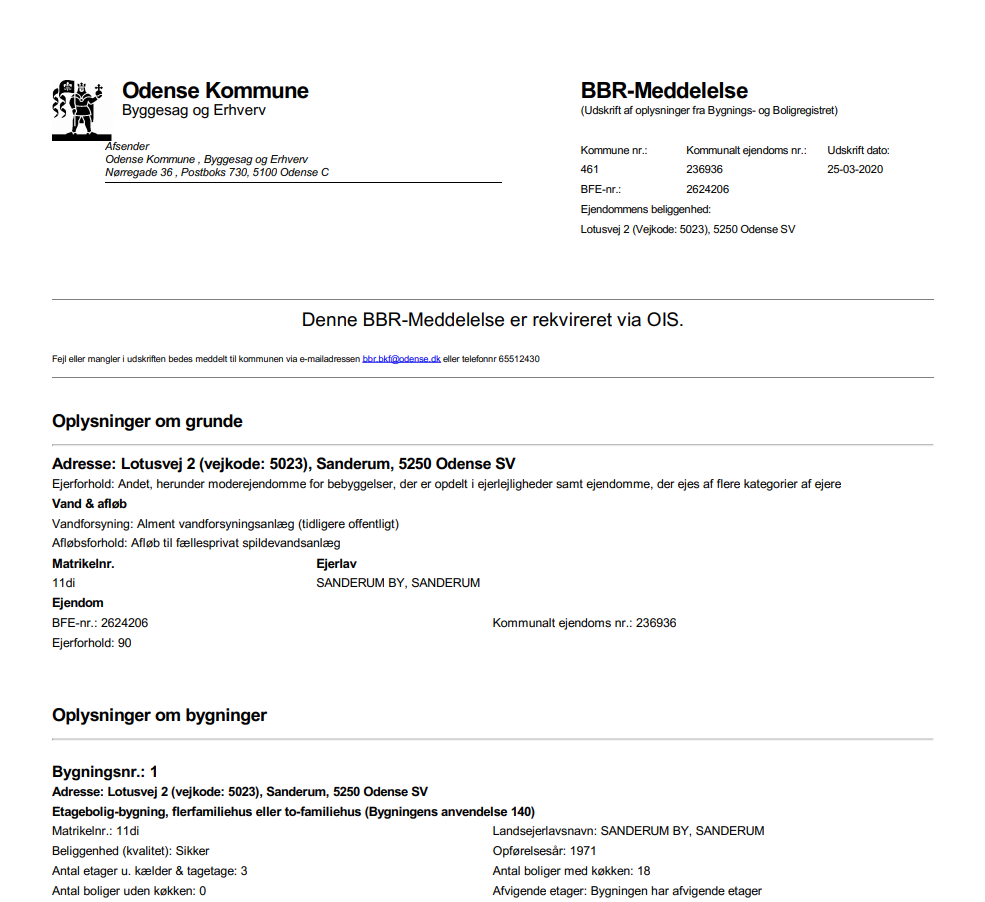 Odense Kommune
Byggesag og Erhverv
Afsender
Odense Kommune , Byggesag og Erhverv
Nørregade 36 , Postboks 730, 5100 Odense C
BBR-Meddelelse
(Udskrift af oplysninger fra Bygnings- og Boligregistret)
Kommune nr.: Kommunalt ejendoms nr.: Udskrift dato:
461 236936 25-03-2020
BFE-nr.: 2624206
Ejendommens beliggenhed:
Lotusvej 2 (Vejkode: 5023), 5250 Odense SV
Denne BBR-Meddelelse er rekvireret via OIS.
Fejl eller mangler i udskriften bedes meddelt til kommunen via e-mailadressen bbr.bkf@odense.dk eller telefonnr 65512430
Oplysninger om grunde
Adresse: Lotusvej 2 (vejkode: 5023), Sanderum, 5250 Odense SV
Ejerforhold: Andet, herunder moderejendomme for bebyggelser, der er opdelt i ejerlejligheder samt ejendomme, der ejes af flere kategorier af ejere
Vand & afløb
Vandforsyning: Alment vandforsyningsanlæg (tidligere offentligt)
Afløbsforhold: Afløb til fællesprivat spildevandsanlæg
Matrikelnr. Ejerlav
11di SANDERUM BY, SANDERUM
Ejendom
BFE-nr.: 2624206 Kommunalt ejendoms nr.: 236936
Ejerforhold: 90
Oplysninger om bygninger
Bygningsnr.: 1
Adresse: Lotusvej 2 (vejkode: 5023), Sanderum, 5250 Odense SV
Etagebolig-bygning, flerfamiliehus eller to-familiehus (Bygningens anvendelse 140)
Matrikelnr.: 11di Landsejerlavsnavn: SANDERUM BY, SANDERUM
Beliggenhed (kvalitet): Sikker Opførelsesår: 1971
Antal etager u. kælder & tagetage: 3 Antal boliger med køkken: 18
Antal boliger uden køkken: 0 Afvigende etager: Bygningen har afvigende etager